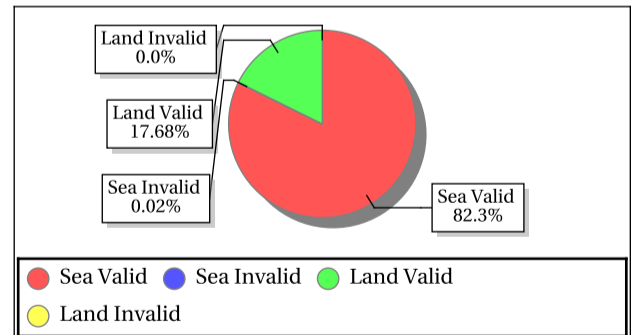 Land Invalid
0.0%
Land Valid
17.68%
Sea Invalid
0.02%
Sea Valid
82.3%
Sea Valid Sea Invalid Land Valid
Land Invalid